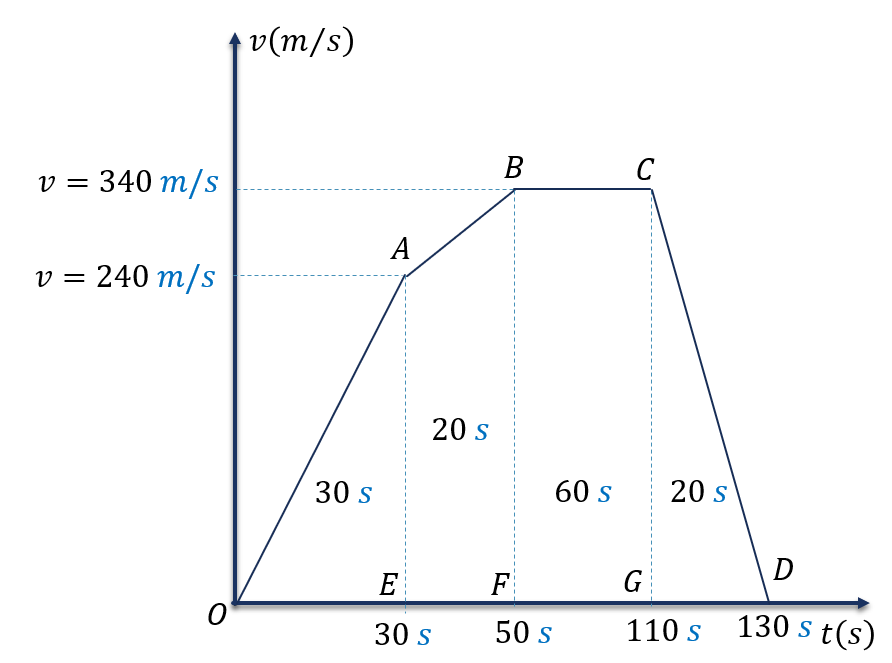 v(m/s)
B
C
v = 340 m/s
A
v = 240 m/s
20 s
30 s
60 s
20 s
E
F
G
D
O
30 s
50 s
110 s
130 s
t(s)